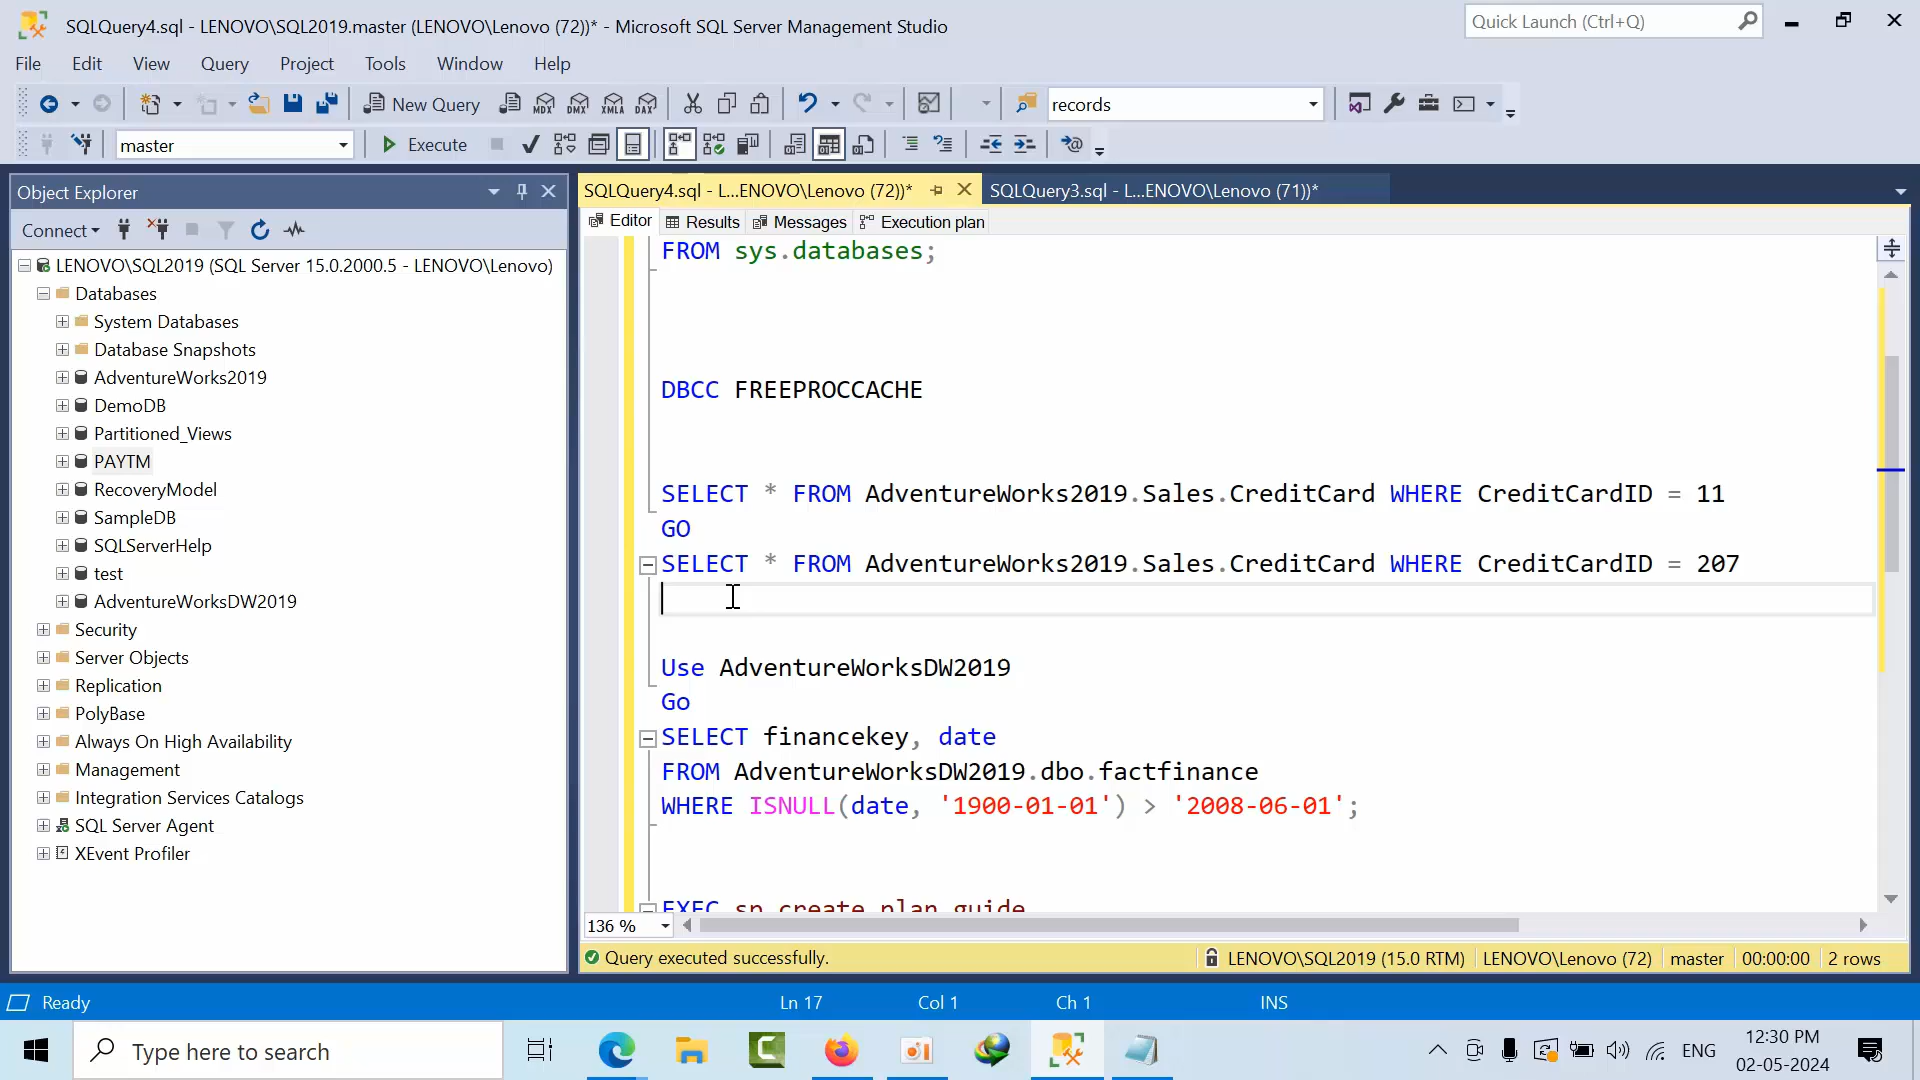 SQLQuery4.sql - LENOVO\SQL2019.master (LENOVO\Lenovo (72))* - Microsoft SQL Server Management Studio
Quick Launch (Ctrl+Q)
File Edit View Query Project Tools Window Help
New Query MDX DMX XMLA DAX records
master Execute
Object Explorer
SQLQuery4.sql - L...ENOVO\Lenovo (72))* SQLQuery3.sql - L...ENOVO\Lenovo (71))*
Editor Results Messages Execution plan
Connect
LENOVO\SQL2019 (SQL Server 15.0.2000.5 - LENOVO\Lenovo)
Databases
System Databases
Database Snapshots
AdventureWorks2019
DemoDB
Partitioned_Views
PAYTM
RecoveryModel
SampleDB
SQLServerHelp
test
AdventureWorksDW2019
Security
Server Objects
Replication
PolyBase
Always On High Availability
Management
Integration Services Catalogs
SQL Server Agent
XEvent Profiler
FROM sys.databases;
DBCC FREEPROCCACHE
SELECT * FROM AdventureWorks2019.Sales.CreditCard WHERE CreditCardID = 11
GO
SELECT * FROM AdventureWorks2019.Sales.CreditCard WHERE CreditCardID = 207
Use AdventureWorksDW2019
Go
SELECT financekey, date
FROM AdventureWorksDW2019.dbo.factfinance
WHERE ISNULL(date, '1900-01-01') > '2008-06-01';
EXEC sp_create_plan_guide
136 %
Query executed successfully. LENOVO\SQL2019 (15.0 RTM) LENOVO\Lenovo (72) master 00:00:00 2 rows
Ready Ln 17 Col 1 Ch 1 INS
Type here to search
ENG
12:30 PM
02-05-2024